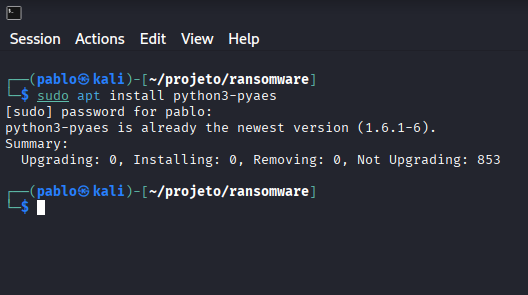 Session Actions Edit View Help
┌──(pablo㉿kali)-[~/projeto/ransomware]
└─$ sudo apt install python3-pyaes
[sudo] password for pablo:
python3-pyaes is already the newest version (1.6.1-6).
Summary:
  Upgrading: 0, Installing: 0, Removing: 0, Not Upgrading: 853
┌──(pablo㉿kali)-[~/projeto/ransomware]
└─$